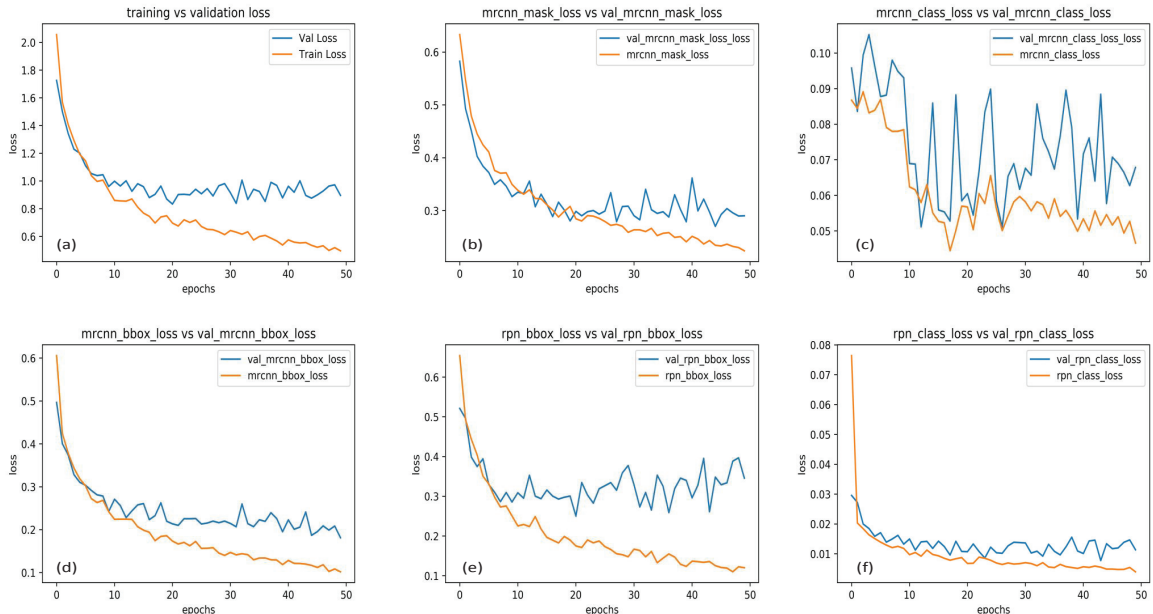 training vs validation loss
Val Loss
Train Loss
loss
2.0
1.8
1.6
1.4
1.2
1.0
0.8
0.6
(a)
0 10 20 30 40 50
epochs
mrcnn_mask_loss vs val_mrcnn_mask_loss
val_mrcnn_mask_loss_loss
mrcnn_mask_loss
loss
0.6
0.5
0.4
0.3
(b)
0 10 20 30 40 50
epochs
mrcnn_class_loss vs val_mrcnn_class_loss
val_mrcnn_class_loss_loss
mrcnn_class_loss
loss
0.10
0.09
0.08
0.07
0.06
0.05
(c)
0 10 20 30 40 50
epochs
mrcnn_bbox_loss vs val_mrcnn_bbox_loss
val_mrcnn_bbox_loss
mrcnn_bbox_loss
loss
0.6
0.5
0.4
0.3
0.2
0.1
(d)
0 10 20 30 40 50
epochs
rpn_bbox_loss vs val_rpn_bbox_loss
val_rpn_bbox_loss
rpn_bbox_loss
loss
0.6
0.5
0.4
0.3
0.2
0.1
(e)
0 10 20 30 40 50
epochs
rpn_class_loss vs val_rpn_class_loss
val_rpn_class_loss
rpn_class_loss
loss
0.08
0.07
0.06
0.05
0.04
0.03
0.02
0.01
(f)
0 10 20 30 40 50
epochs